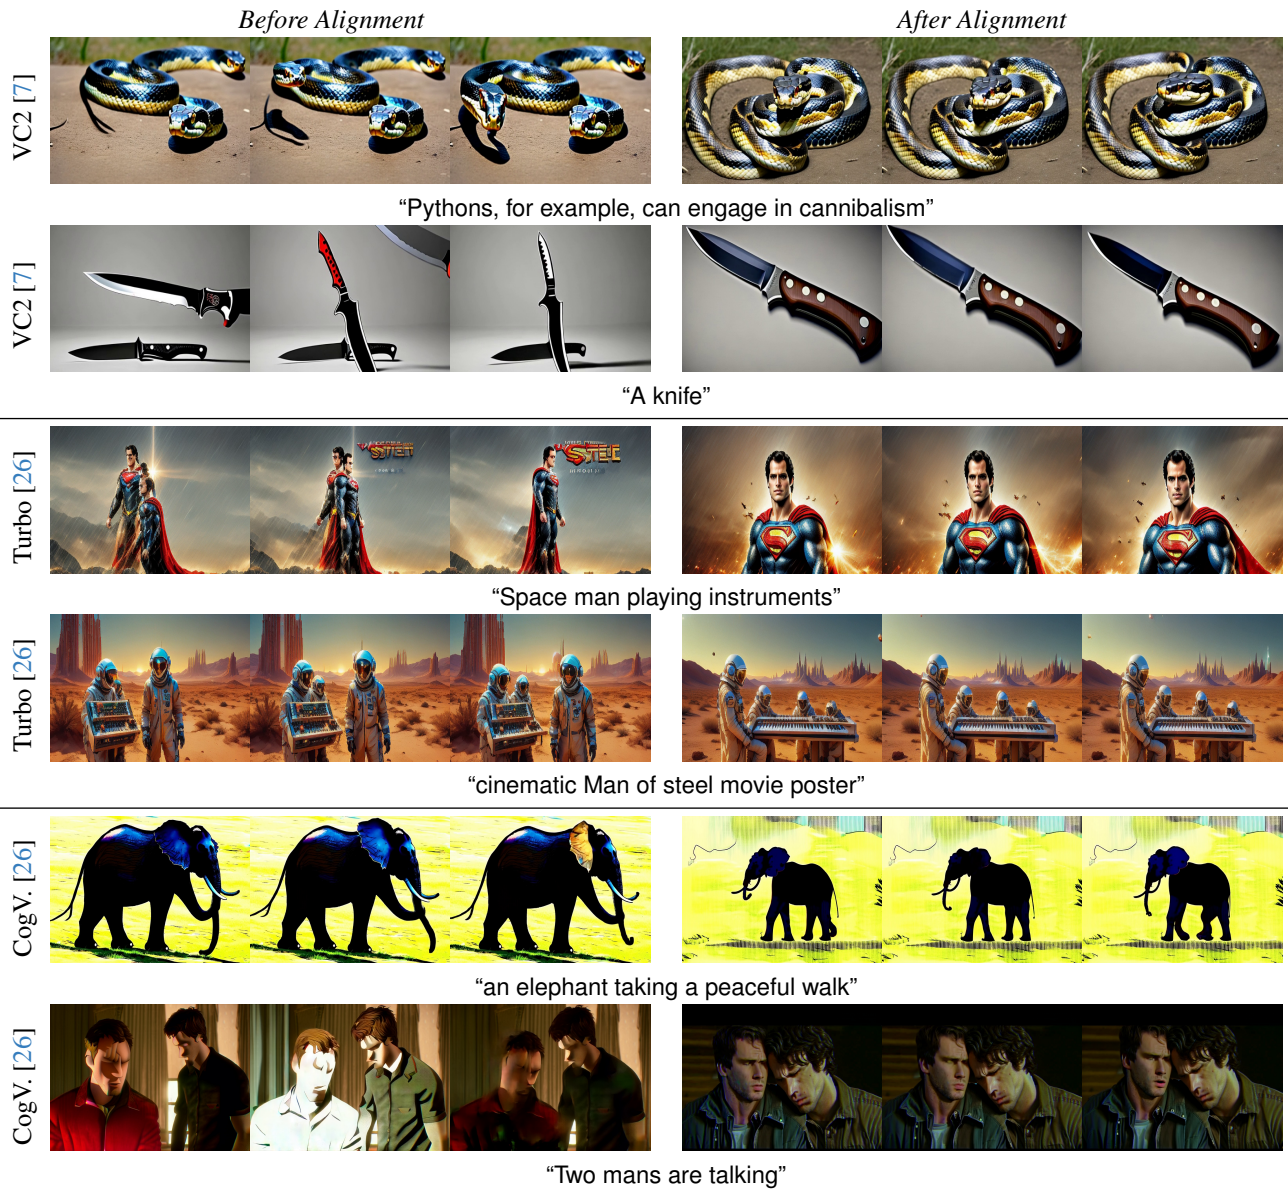 Before Alignment After Alignment
VC2 [7]
“Pythons, for example, can engage in cannibalism”
VC2 [7]
“A knife”
Turbo [26]
“Space man playing instruments”
Turbo [26]
“cinematic Man of steel movie poster”
CogV. [26]
“an elephant taking a peaceful walk”
CogV. [26]
“Two mans are talking”